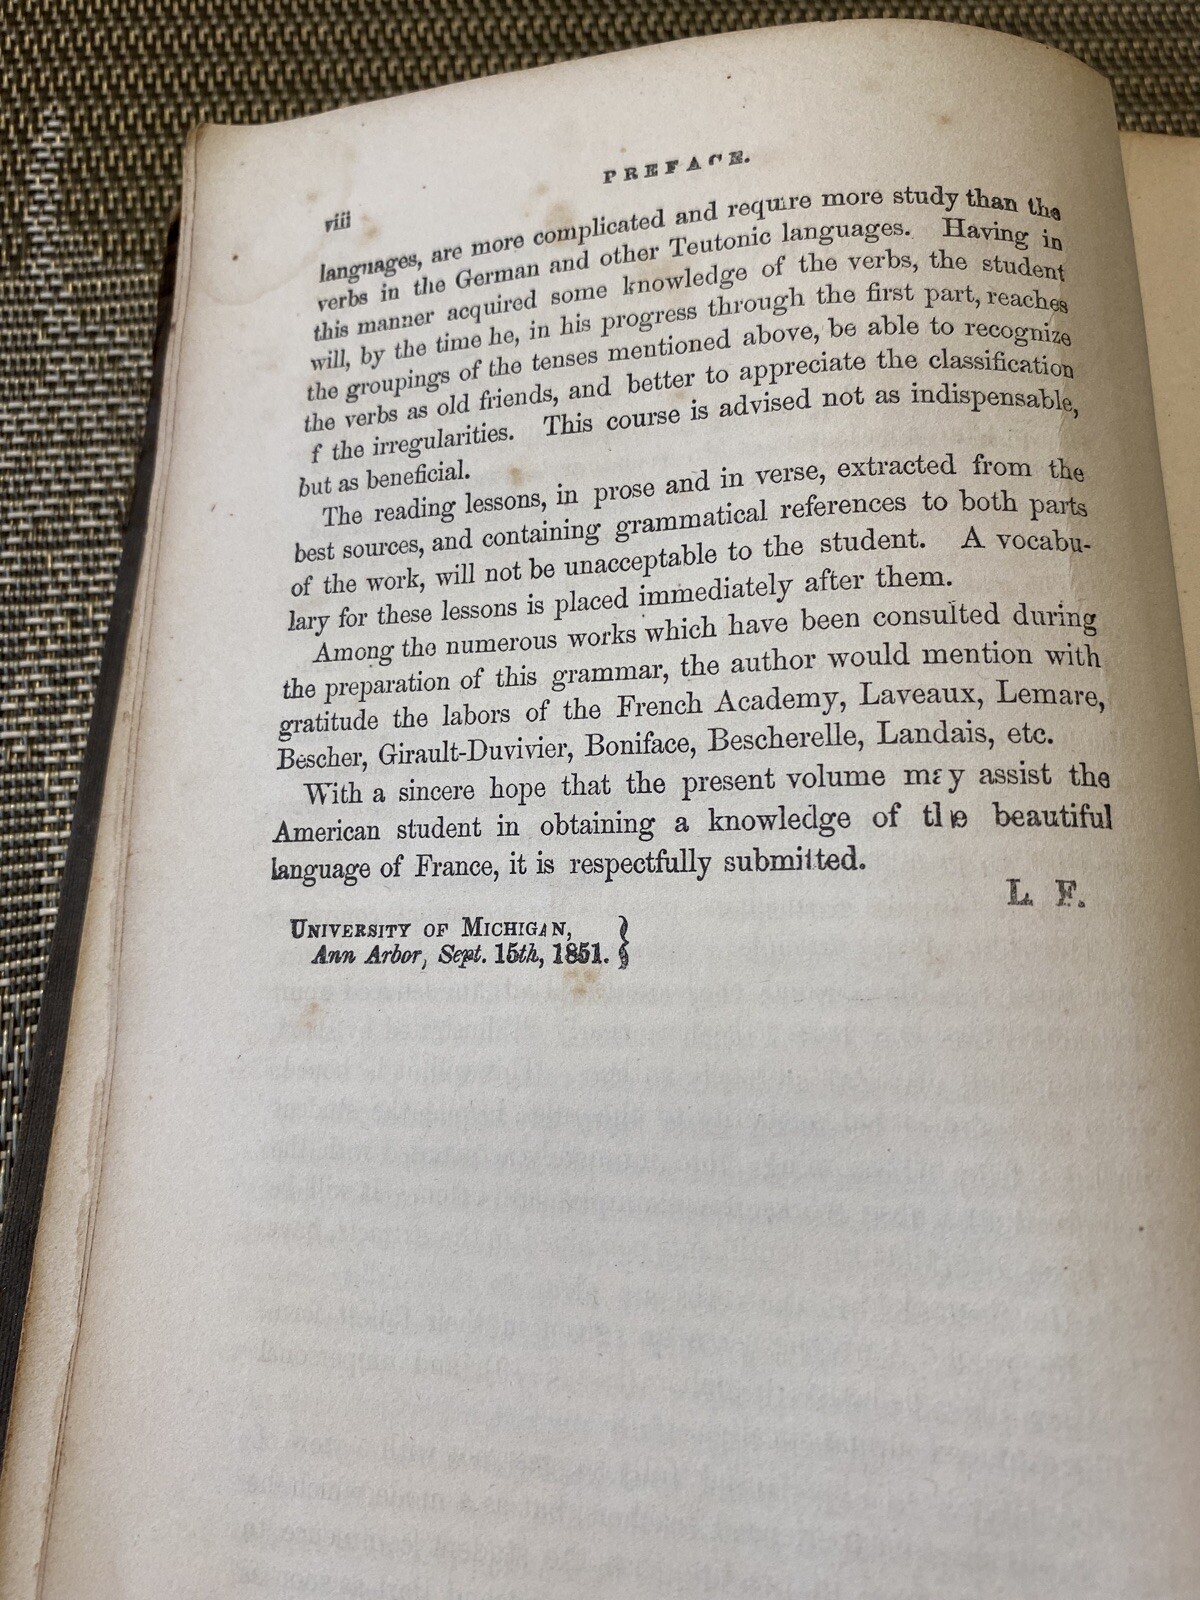 PREFACE.
viii
languages, are more complicated and require more study than the
verbs in the German and other Teutonic languages. Having in
this manner acquired some knowledge of the verbs, the student
will, by the time he, in his progress through the first part, reaches
the groupings of the tenses mentioned above, be able to recognize
the verbs as old friends, and better to appreciate the classification
f the irregularities. This course is advised not as indispensable,
but as beneficial.
The reading lessons, in prose and in verse, extracted from the
best sources, and containing grammatical references to both parts
of the work, will not be unacceptable to the student. A vocabu-
lary for these lessons is placed immediately after them.
Among the numerous works which have been consulted during
the preparation of this grammar, the author would mention with
gratitude the labors of the French Academy, Laveaux, Lemare,
Bescher, Girault-Duvivier, Boniface, Bescherelle, Landais, etc.
With a sincere hope that the present volume may assist the
American student in obtaining a knowledge of the beautiful
language of France, it is respectfully submitted.
L. F.
UNIVERSITY OF MICHIGAN,
Ann Arbor, Sept. 15th, 1851. }